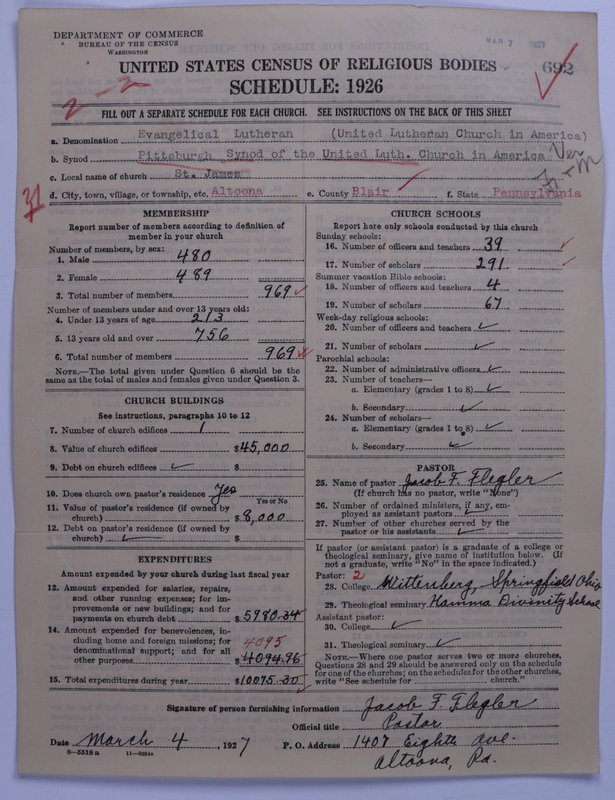 DEPARTMENT OF COMMERCE
BUREAU OF THE CENSUS
WASHINGTON
MAR 7 1927
UNITED STATES CENSUS OF RELIGIOUS BODIES
692
SCHEDULE: 1926
2-2
FILL OUT A SEPARATE SCHEDULE FOR EACH CHURCH. SEE INSTRUCTIONS ON THE BACK OF THIS SHEET
a. Denomination Evangelical Lutheran (United Lutheran Church in America)
b. Synod Pittsburgh Synod of the United Luth. Church in America Ver
c. Local name of church St. James
31
d. City, town, village, or township, etc. Altoona e. County Blair f. State Pennsylvania
MEMBERSHIP
Report number of members according to definition of
member in your church
Number of members, by sex:
1. Male 480
2. Female 489
3. Total number of members 969
Number of members under and over 13 years old:
4. Under 13 years of age 213
5. 13 years old and over 756
6. Total number of members 969
NOTE.—The total given under Question 6 should be the
same as the total of males and females given under Question 3.
CHURCH BUILDINGS
See instructions, paragraphs 10 to 12
7. Number of church edifices 1
8. Value of church edifices $45,000
9. Debt on church edifices ✓ $
10. Does church own pastor's residence? Yes
Yes or No
11. Value of pastor's residence (if owned by
church) $8,000
12. Debt on pastor's residence (if owned by
church) ✓ $
EXPENDITURES
Amount expended by your church during last fiscal year
13. Amount expended for salaries, repairs,
and other running expenses; for im-
provements or new buildings; and for
payments on church debt $5980.34
14. Amount expended for benevolences, in-
cluding home and foreign missions; for
denominational support; and for all
other purposes $4094.96
4095
15. Total expenditures during year $10075.30
CHURCH SCHOOLS
Report here only schools conducted by this church
Sunday schools:
16. Number of officers and teachers 39
17. Number of scholars 291
Summer vacation Bible schools:
18. Number of officers and teachers 4
19. Number of scholars 67
Week-day religious schools:
20. Number of officers and teachers ✓
21. Number of scholars ✓
Parochial schools:
22. Number of administrative officers ✓
23. Number of teachers—
a. Elementary (grades 1 to 8) ✓
b. Secondary ✓
24. Number of scholars—
a. Elementary (grades 1 to 8) ✓
b. Secondary ✓
PASTOR
25. Name of pastor Jacob F. Flegler
(If church has no pastor, write "None")
26. Number of ordained ministers, if any, em-
ployed as assistant pastors ✓
27. Number of other churches served by the
pastor or his assistants ✓
If pastor (or assistant pastor) is a graduate of a college or
theological seminary, give name of institution below. (If
not a graduate, write "No" in the space indicated.)
Pastor: 2
28. College Wittenberg, Springfield Ohio
29. Theological seminary Hamma Divinity School
Assistant pastor:
30. College ✓
31. Theological seminary ✓
NOTE.—Where one pastor serves two or more churches,
Questions 28 and 29 should be answered only on the schedule
for one of the churches; on the schedules for the other churches,
write "See schedule for church."
Signature of person furnishing information Jacob F. Flegler
Official title Pastor
Date March 4, 1927 P. O. Address 1407 Eighth Ave.
Altoona, Pa.
8-5518a 11-9034